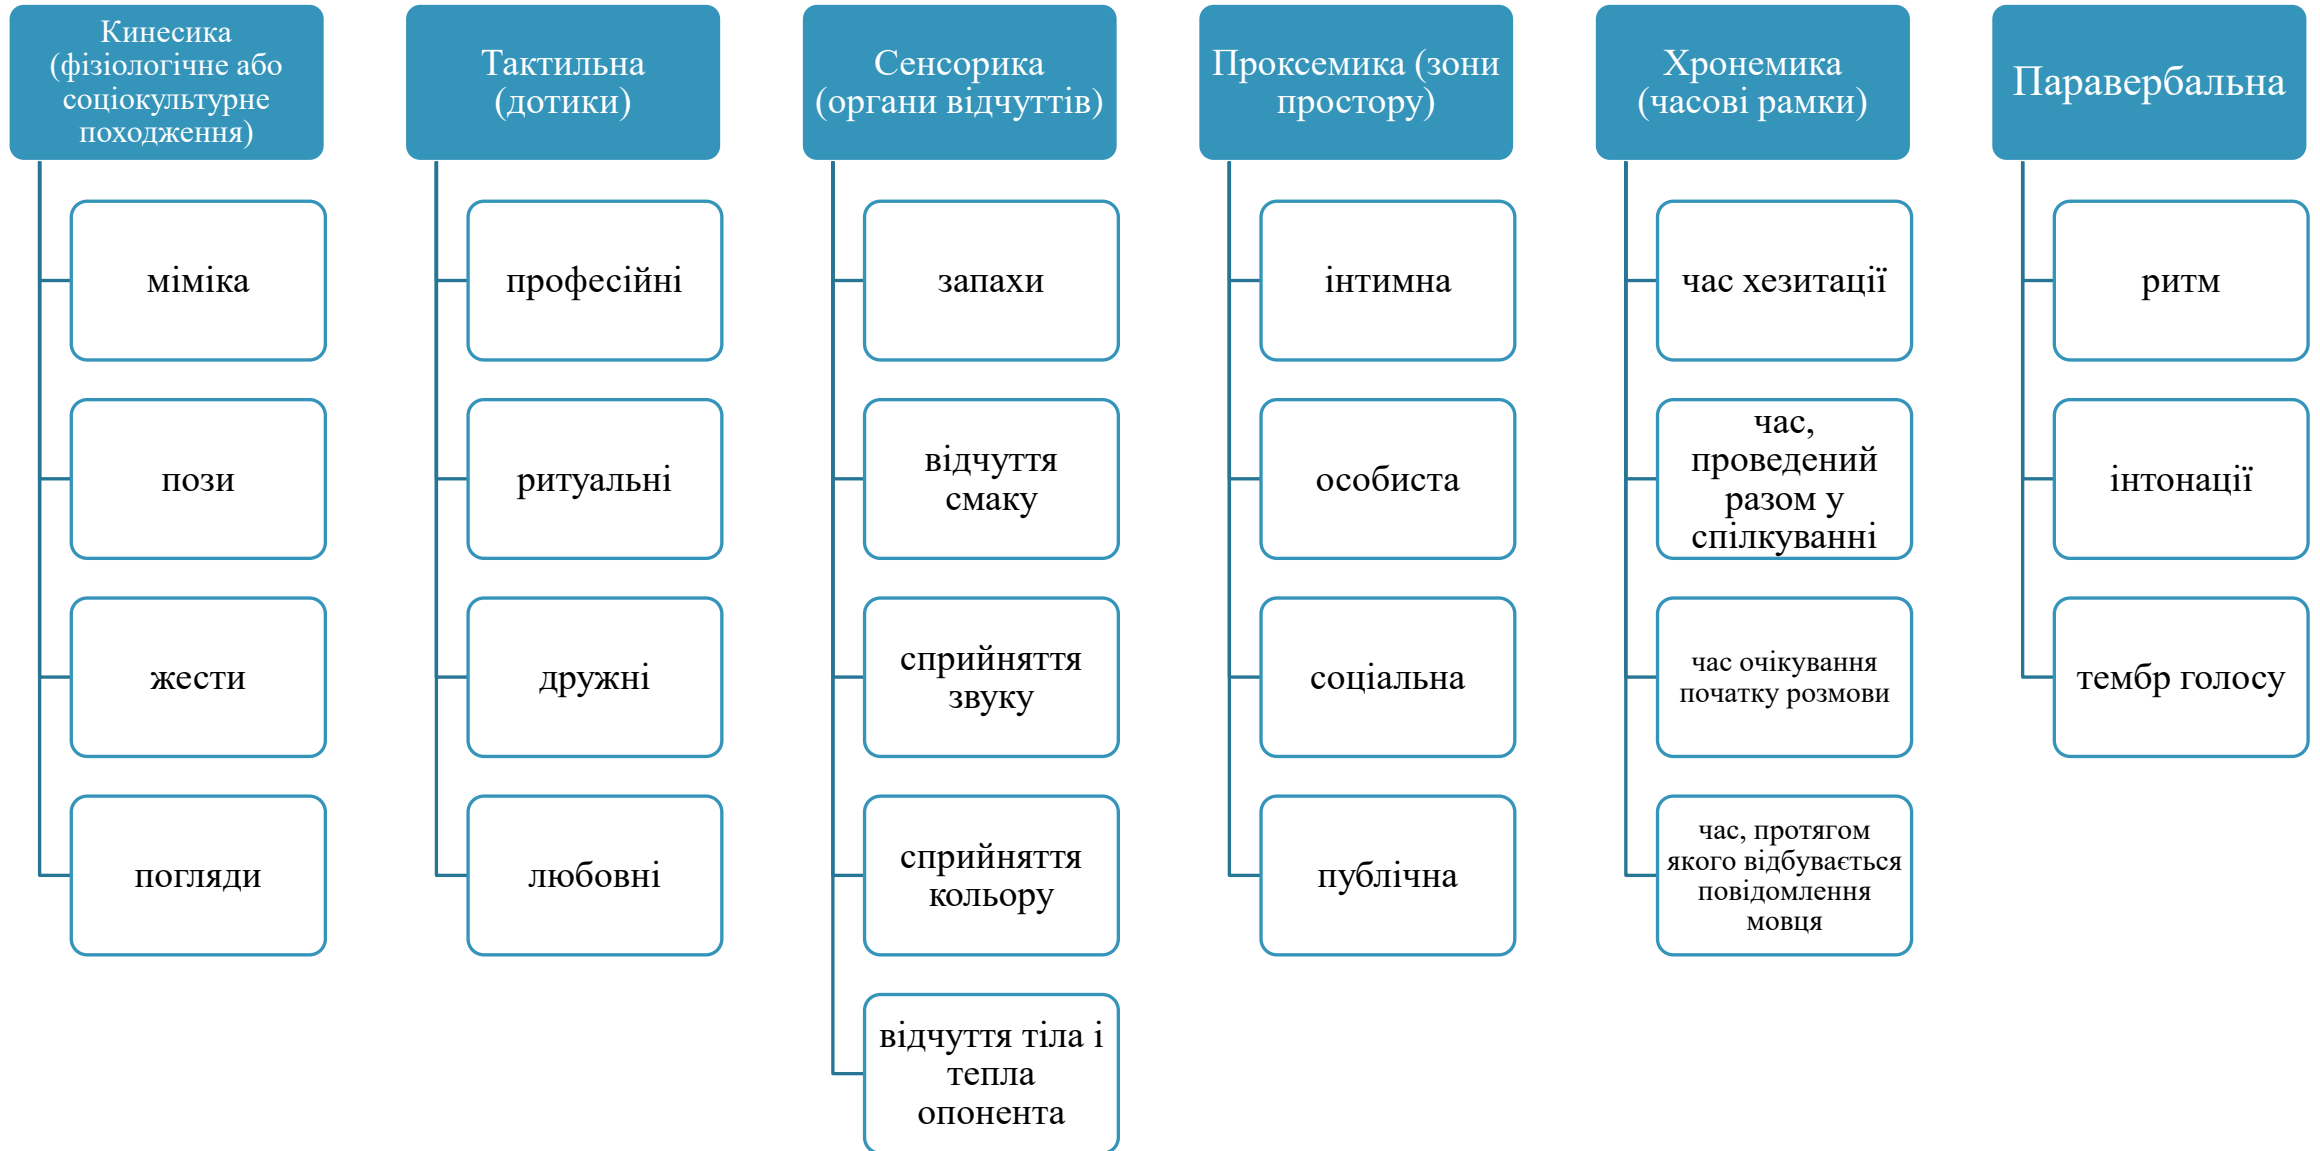 Кинесика
(фізіологічне або
соціокультурне
походження)
міміка
пози
жести
погляди
Тактильна
(дотики)
професійні
ритуальні
дружні
любовні
Сенсорика
(органи відчуттів)
запахи
відчуття
смаку
сприйняття
звуку
сприйняття
кольору
відчуття тіла і
тепла
опонента
Проксемика (зони
простору)
інтимна
особиста
соціальна
публічна
Хронемика
(часові рамки)
час хезитації
час,
проведений
разом у
спілкуванні
час очікування
початку розмови
час, протягом
якого відбувається
повідомлення
мовця
Паравербальна
ритм
інтонації
тембр голосу